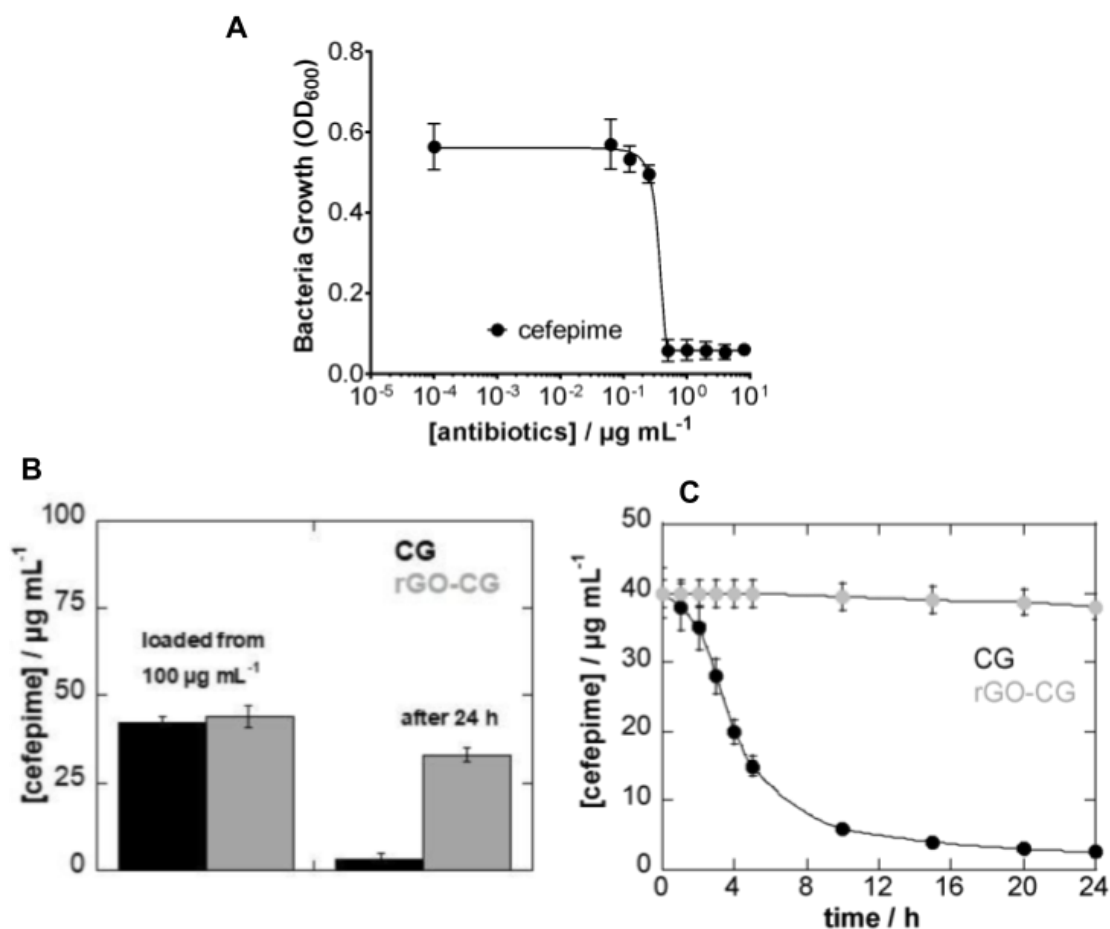 A
Bacteria Growth (OD600)
0.8
0.6
0.4
0.2
0.0
cefepime
10-5 10-4 10-3 10-2 10-1 100 101
[antibiotics] / µg mL-1
B
[cefepime] / µg mL-1
100
75
50
25
0
CG
rGO-CG
loaded from
100 µg mL-1
after 24 h
C
[cefepime] / µg mL-1
50
40
30
20
10
0
CG
rGO-CG
0 4 8 12 16 20 24
time / h